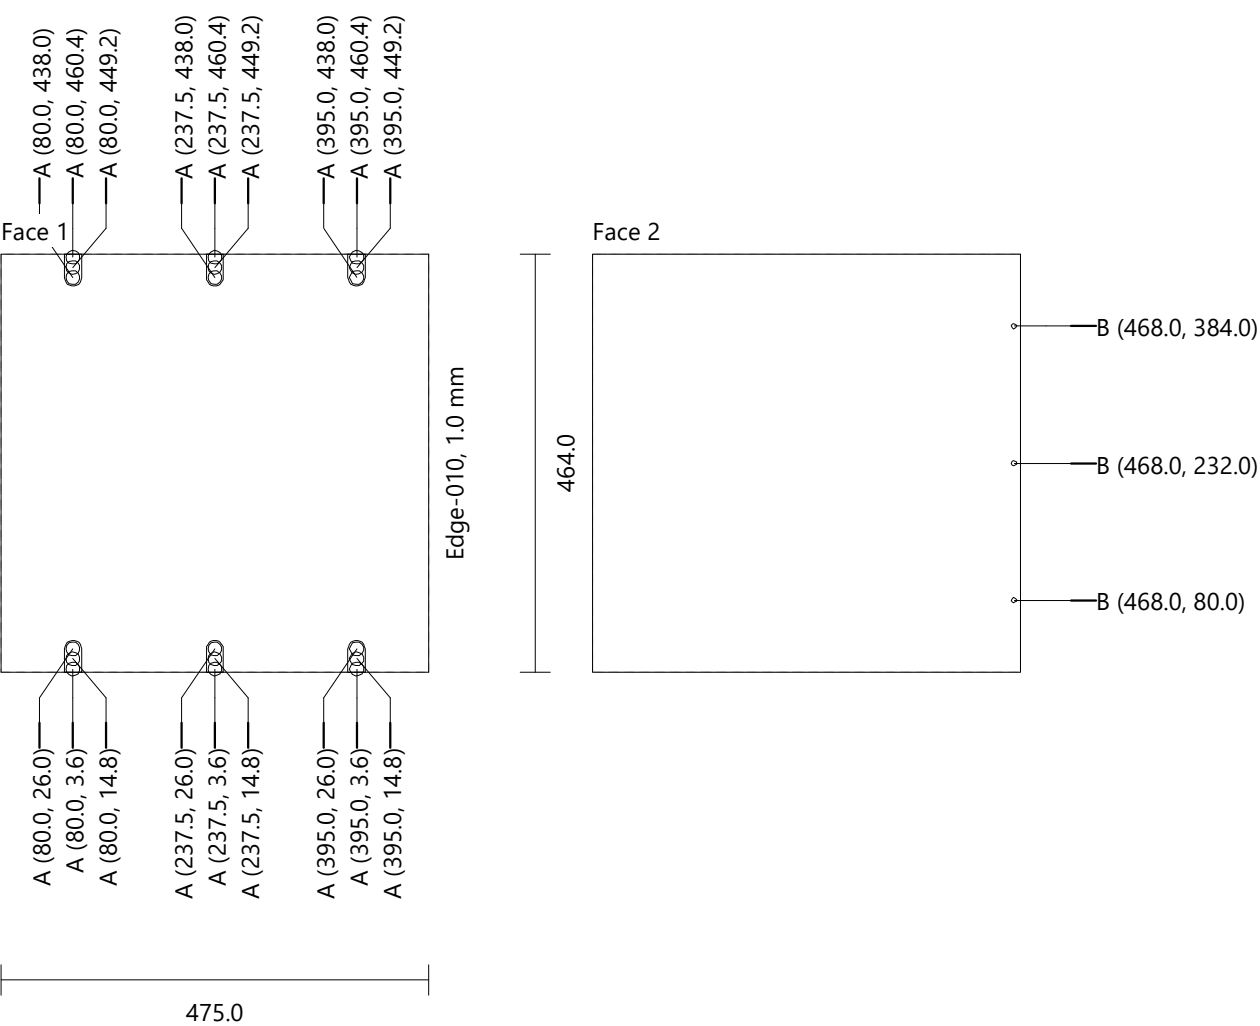 A (80.0, 438.0)
A (80.0, 460.4)
A (80.0, 449.2)
A (237.5, 438.0)
A (237.5, 460.4)
A (237.5, 449.2)
A (395.0, 438.0)
A (395.0, 460.4)
A (395.0, 449.2)
Face 1
Face 2
B (468.0, 384.0)
Edge-010, 1.0 mm
464.0
B (468.0, 232.0)
B (468.0, 80.0)
A (80.0, 26.0)
A (80.0, 3.6)
A (80.0, 14.8)
A (237.5, 26.0)
A (237.5, 3.6)
A (237.5, 14.8)
A (395.0, 26.0)
A (395.0, 3.6)
A (395.0, 14.8)
475.0